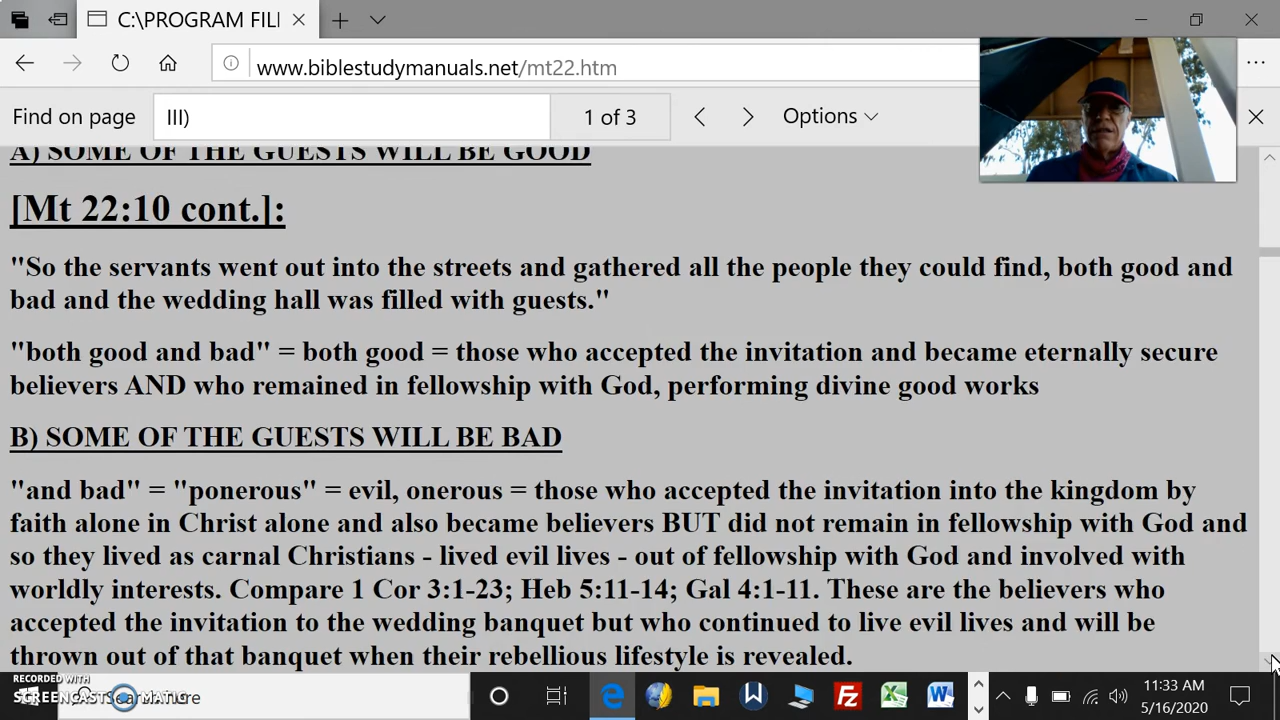 C:\PROGRAM FILI
www.biblestudymanuals.net/mt22.htm
Find on page
III)
1 of 3
Options
A) SOME OF THE GUESTS WILL BE GOOD
[Mt 22:10 cont.]:
"So the servants went out into the streets and gathered all the people they could find, both good and
bad and the wedding hall was filled with guests."
"both good and bad" = both good = those who accepted the invitation and became eternally secure
believers AND who remained in fellowship with God, performing divine good works
B) SOME OF THE GUESTS WILL BE BAD
"and bad" = "ponerous" = evil, onerous = those who accepted the invitation into the kingdom by
faith alone in Christ alone and also became believers BUT did not remain in fellowship with God and
so they lived as carnal Christians - lived evil lives - out of fellowship with God and involved with
worldly interests. Compare 1 Cor 3:1-23; Heb 5:11-14; Gal 4:1-11. These are the believers who
accepted the invitation to the wedding banquet but who continued to live evil lives and will be
thrown out of that banquet when their rebellious lifestyle is revealed.
RECORDED WITH
SCREENCAST-O-MATIC
11:33 AM
5/16/2020